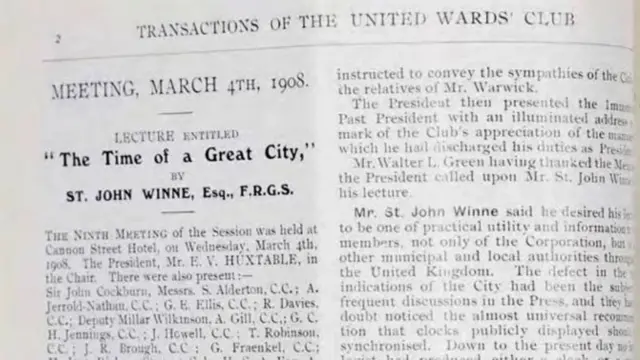 2
TRANSACTIONS OF THE UNITED WARDS' CLUB
MEETING, MARCH 4TH, 1908.
LECTURE ENTITLED
"The Time of a Great City,"
BY
ST. JOHN WINNE, Esq., F.R.G.S.
THE NINTH MEETING of the Session was held at
Cannon Street Hotel, on Wednesday, March 4th,
1908. The President, Mr. E. V. HUXTABLE, in
the Chair. There were also present:—
Sir John Cockburn, Messrs. S. Alderton, C.C.; A.
Jerrold-Nathan, C.C.; G. E. Ellis, C.C.; R. Davies,
C.C.; Deputy Millar Wilkinson, A. Gill, C.C.; G. C.
H. Jennings, C.C.; J. Howell, C.C.; T. Robinson,
C.C.; J. R. Brough, C.C.; G. Fraenkel, C.C.;
instructed to convey the sympathies of the
the relatives of Mr. Warwick.
The President then presented the
Past President with an illuminated address
mark of the Club's appreciation of the
which he had discharged his duties as
Mr. Walter L. Green having thanked the
the President called upon Mr. St. John
his lecture.
Mr. St. John Winne said he desired his
to be one of practical utility and information
members, not only of the Corporation, but
other municipal and local authorities
the United Kingdom. The defect in the
indications of the City had been the
frequent discussions in the Press, and they
doubt noticed the almost universal
tion that clocks publicly displayed
synchronised. Down to the present day